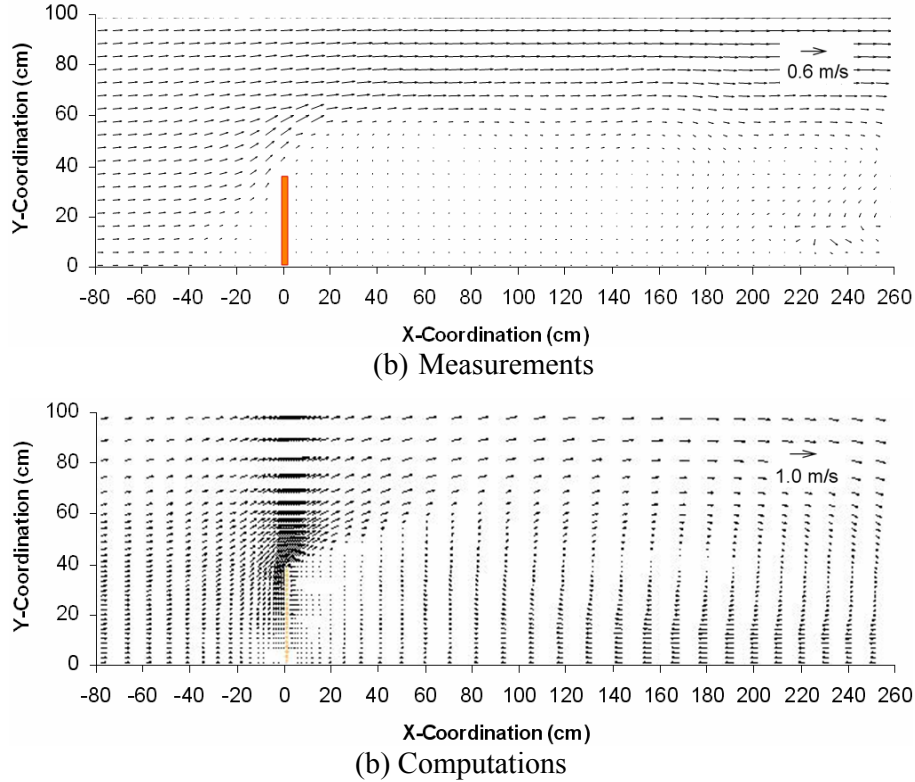 100
80
60
40
20
0
Y-Coordination (cm)
0.6 m/s
-80 -60 -40 -20 0 20 40 60 80 100 120 140 160 180 200 220 240 260
X-Coordination (cm)
(b) Measurements
100
80
60
40
20
0
Y-Coordination (cm)
1.0 m/s
-80 -60 -40 -20 0 20 40 60 80 100 120 140 160 180 200 220 240 260
X-Coordination (cm)
(b) Computations